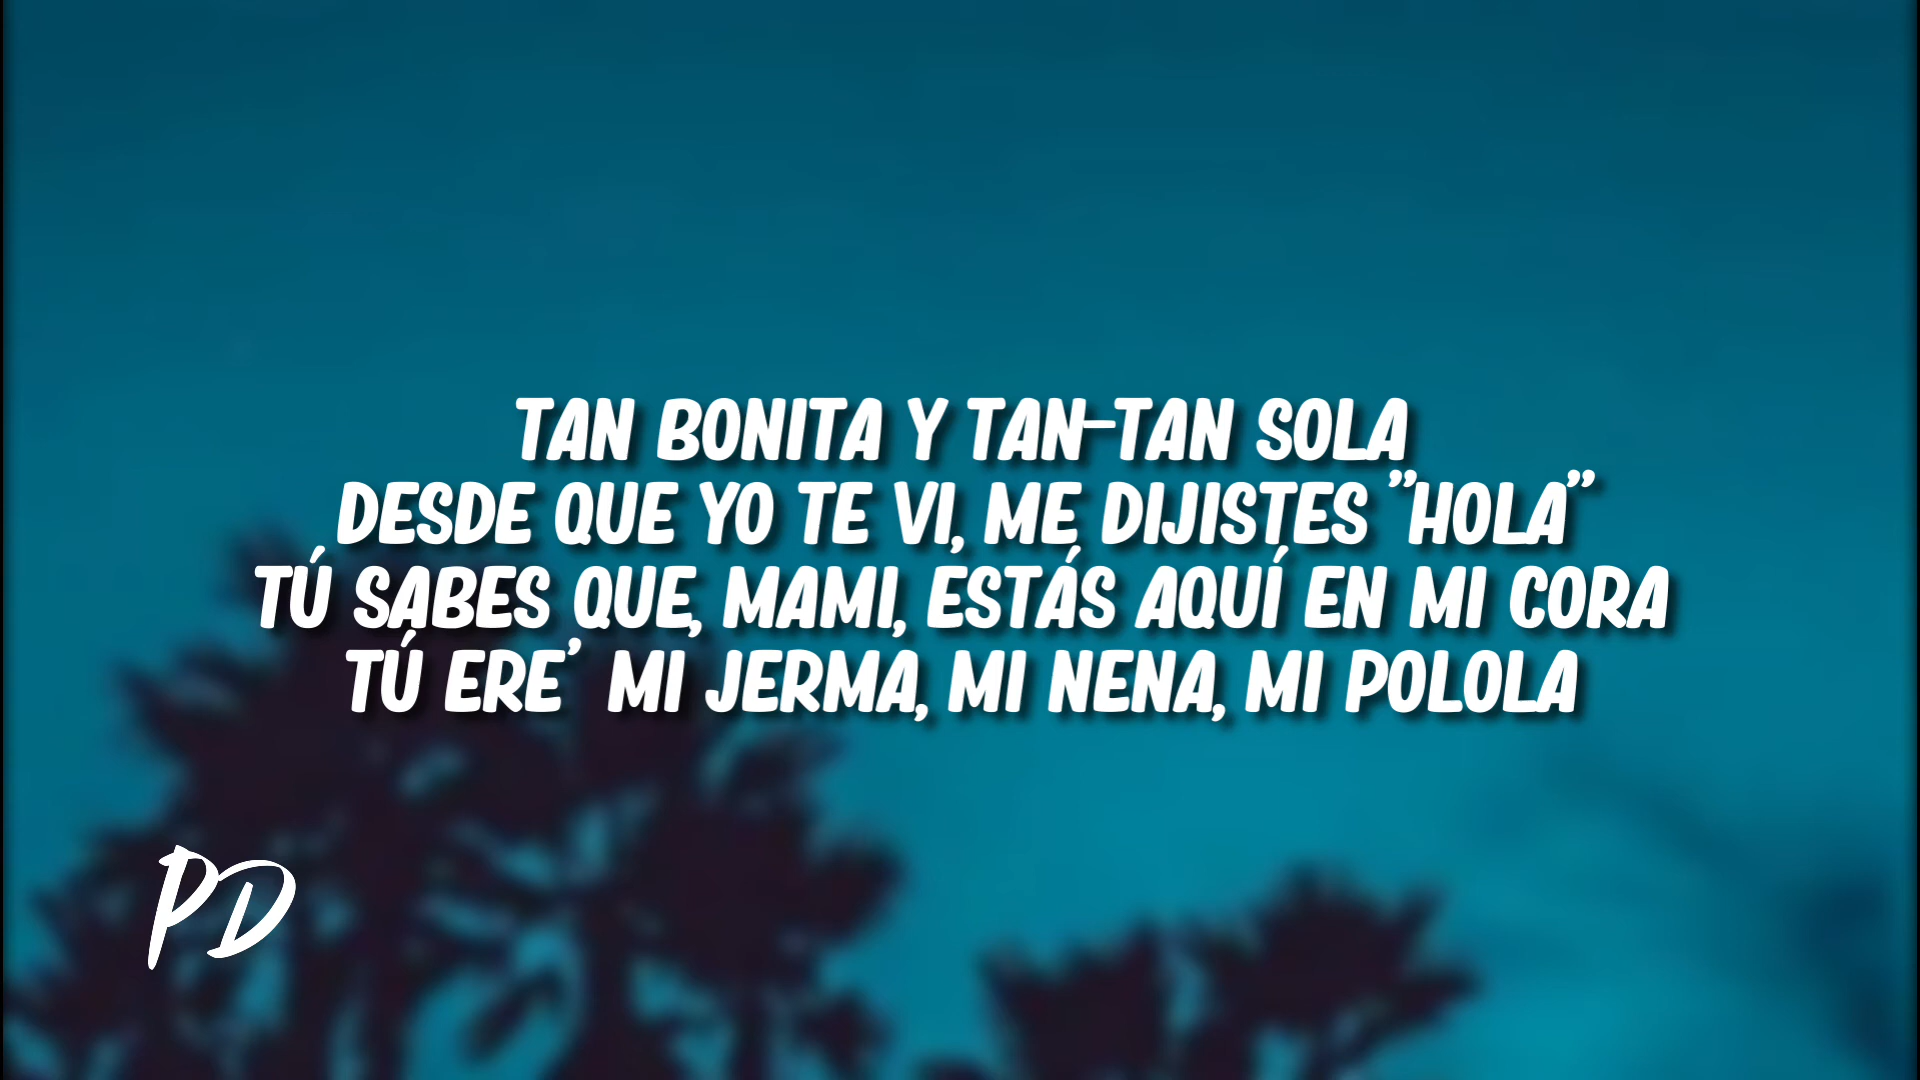 TAN BONITA Y TAN-TAN SOLA
DESDE QUE YO TE VI, ME DIJISTES "HOLA"
TÚ SABES QUE, MAMI, ESTÁS AQUÍ EN MI CORA
TÚ ERE' MI JERMA, MI NENA, MI POLOLA
PD